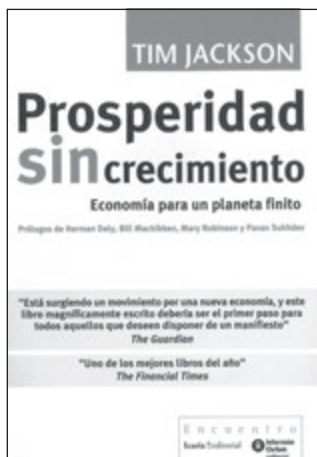 TIM JACKSON
Prosperidad
sin crecimiento
Economía para un planeta finito
Prólogos de Herman Daly, Bill MacKibben, Mary Robinson y Pavan Sukhdev
"Está surgiendo un movimiento por una nueva economía, y este
libro magníficamente escrito debería ser el primer paso para
todos aquellos que deseen disponer de un manifiesto"
The Guardian
"Uno de los mejores libros del año"
The Financial Times
Encuentro
Icaria editorial
Intermón
Oxfam